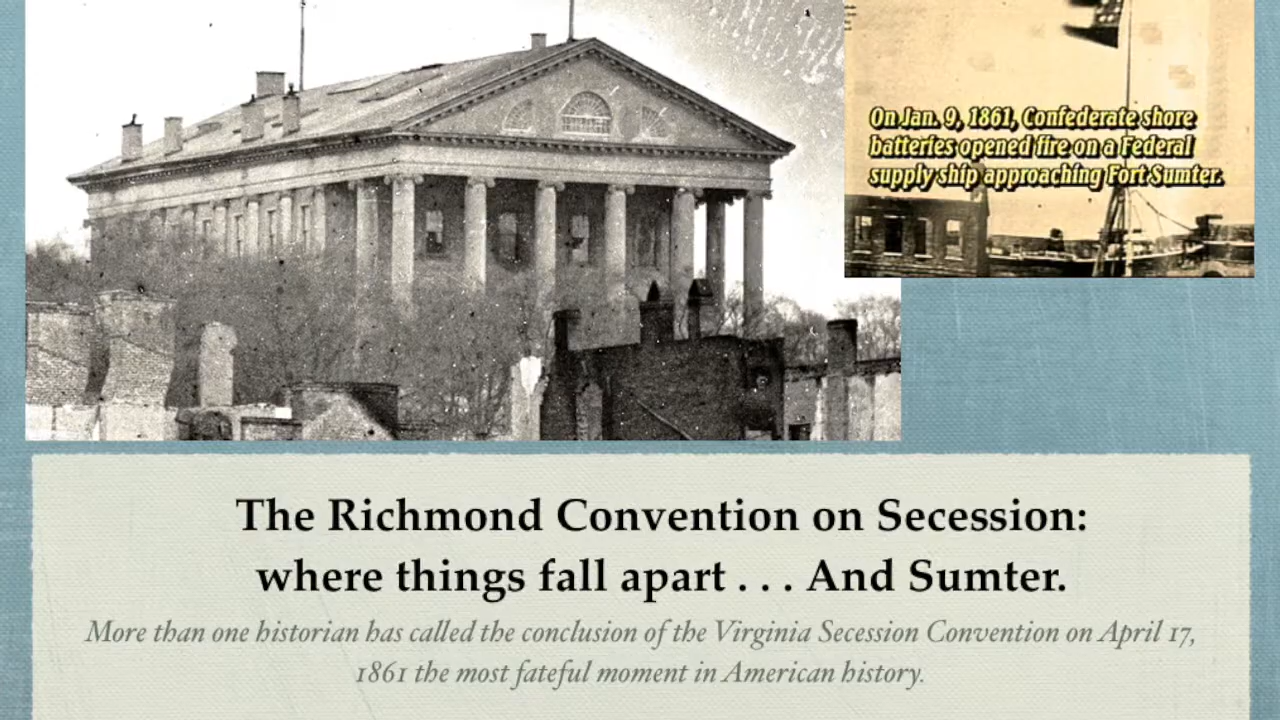 On Jan. 9, 1861, Confederate shore
batteries opened fire on a Federal
supply ship approaching Fort Sumter.
The Richmond Convention on Secession:
where things fall apart . . . And Sumter.
More than one historian has called the conclusion of the Virginia Secession Convention on April 17,
1861 the most fateful moment in American history.